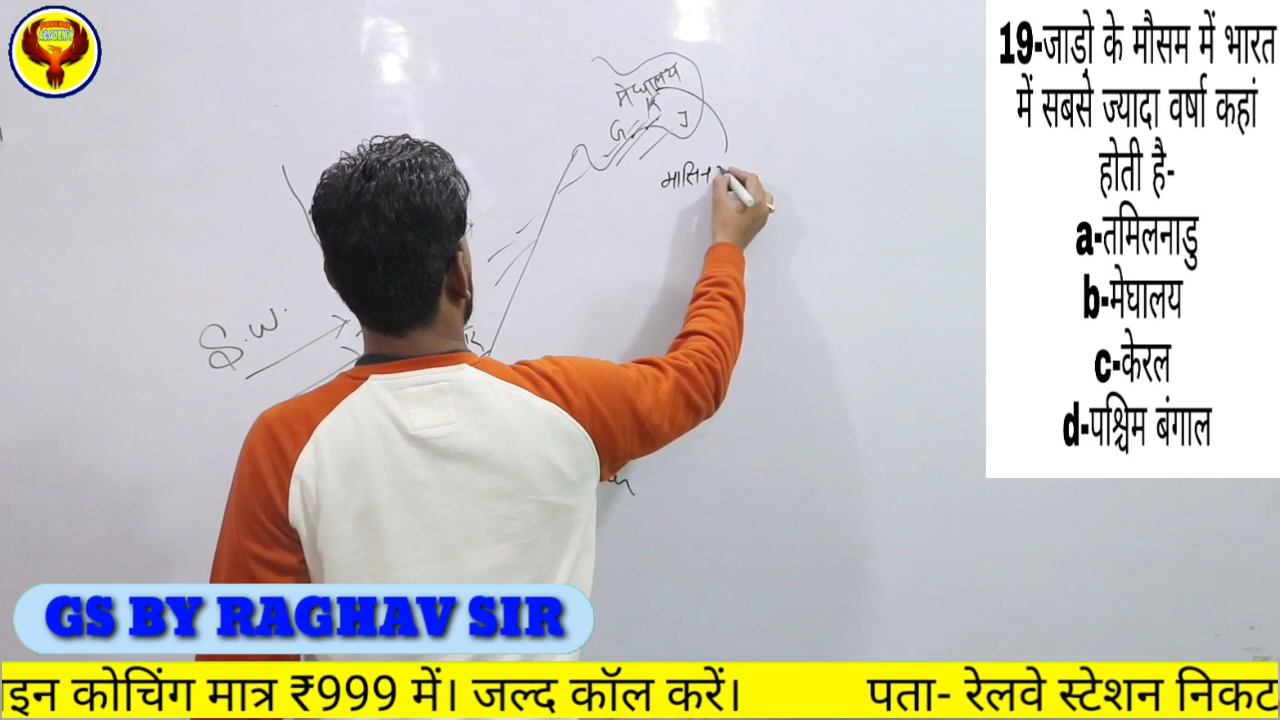 ACADEMY
मेघालय
G
K
J
मासिन
S.W.
19-जाड़ो के मौसम में भारत
में सबसे ज्यादा वर्षा कहां
होती है-
a-तमिलनाडु
b-मेघालय
c-केरल
d-पश्चिम बंगाल
GS BY RAGHAV SIR
इन कोचिंग मात्र ₹999 में। जल्द कॉल करें। पता- रेलवे स्टेशन निकट